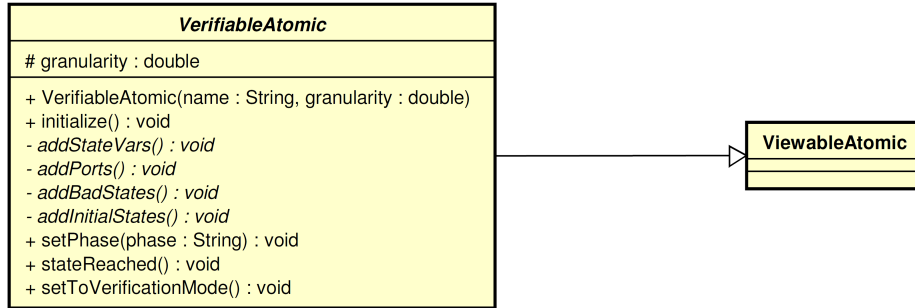 VerifiableAtomic
# granularity : double
+ VerifiableAtomic(name : String, granularity : double)
+ initialize() : void
- addStateVars() : void
- addPorts() : void
- addBadStates() : void
- addInitialStates() : void
+ setPhase(phase : String) : void
+ stateReached() : void
+ setToVerificationMode() : void
ViewableAtomic